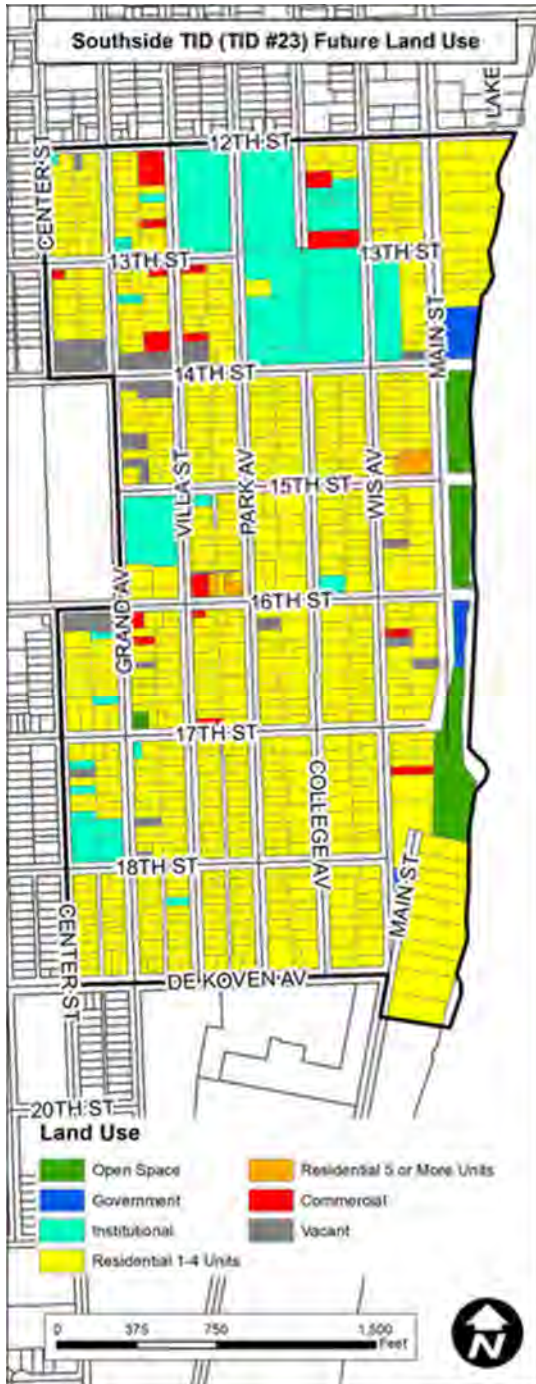 Southside TID (TID #23) Future Land Use
LAKE
CENTER ST
12TH ST
13TH ST
13TH ST
MAIN ST
14TH ST
VILLA ST
PARK AV
WIS AV
15TH ST
GRAND AV
16TH ST
17TH ST
COLLEGE AV
18TH ST
MAIN ST
CENTER ST
DE KOVEN AV
20TH ST
Land Use
Open Space
Residential 5 or More Units
Government
Commercial
Institutional
Vacant
Residential 1-4 Units
0 375 750 1,500
Feet
N